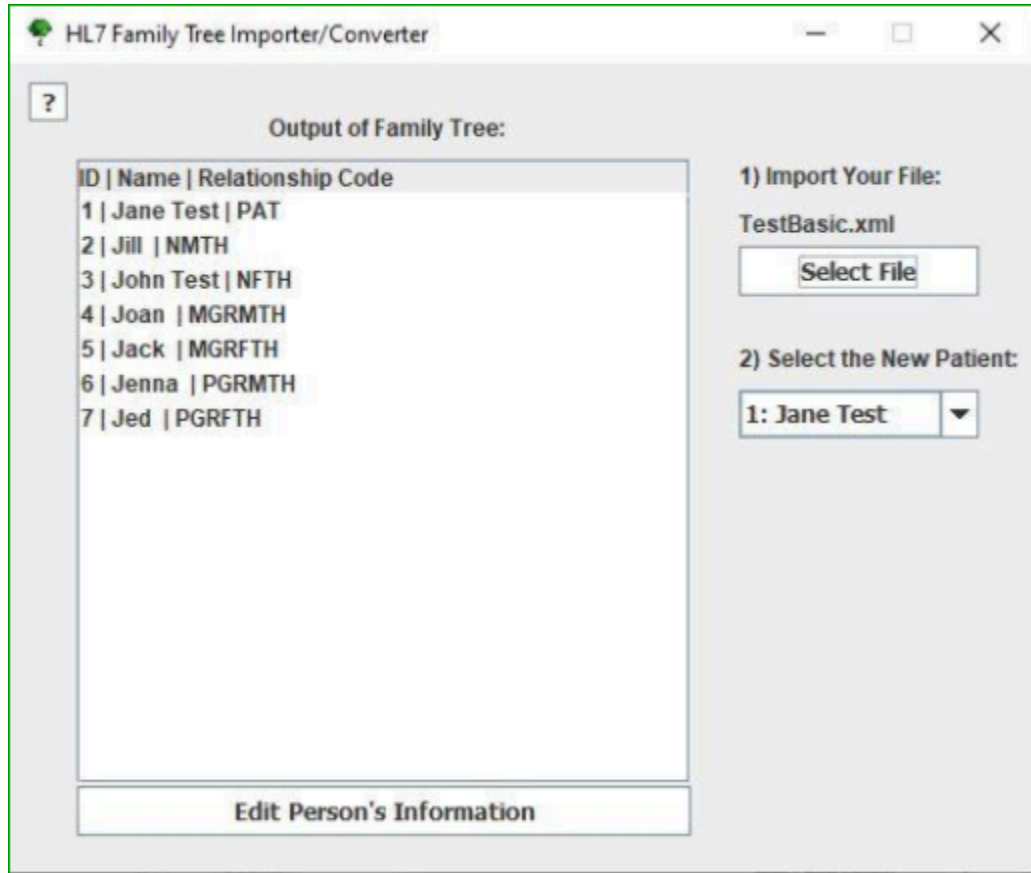 HL7 Family Tree Importer/Converter
?
Output of Family Tree:
ID | Name | Relationship Code
1 | Jane Test | PAT
2 | Jill | NMTH
3 | John Test | NFTH
4 | Joan | MGRMTH
5 | Jack | MGRFTH
6 | Jenna | PGRMTH
7 | Jed | PGRFTH
Edit Person's Information
1) Import Your File:
TestBasic.xml
Select File
2) Select the New Patient:
1: Jane Test